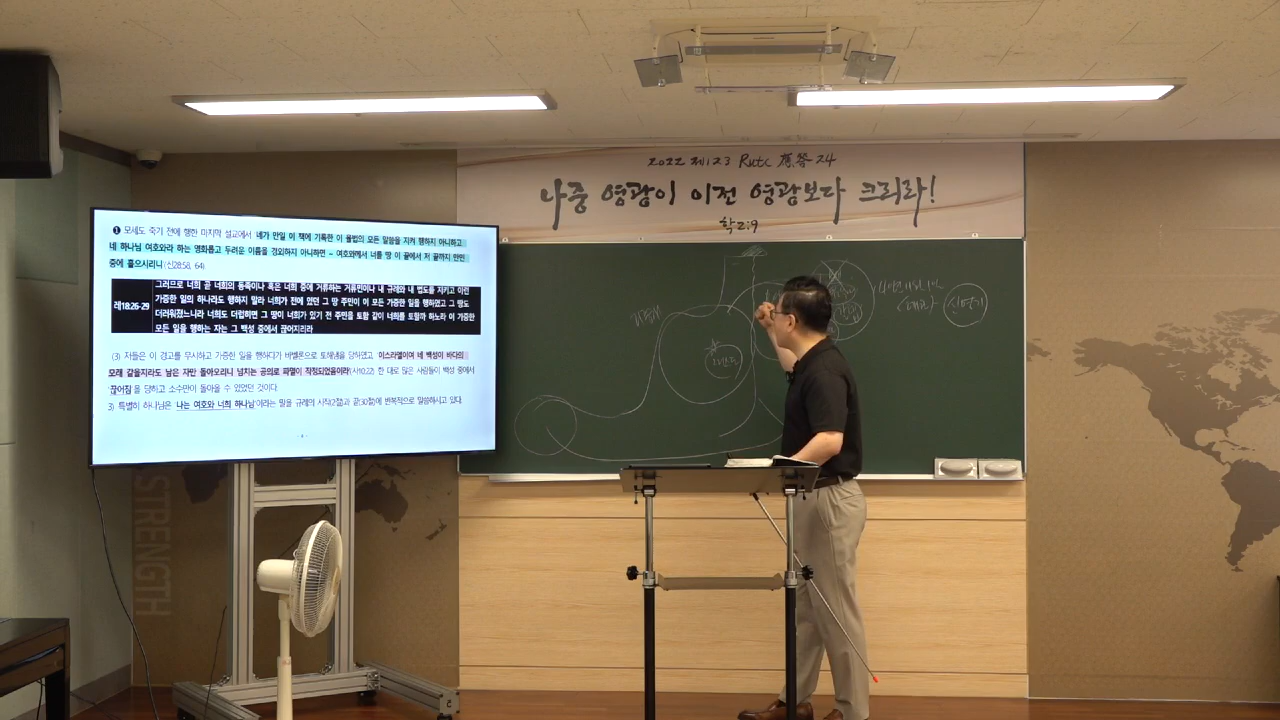 2022 제123 Rutc 應答 24
나중 영광이 이전 영광보다 크리라!
학2:9
❶ 모세도 죽기 전에 행한 마지막 설교에서 '네가 만일 이 책에 기록한 이 율법의 모든 말씀을 지켜 행하지 아니하고
네 하나님 여호와라 하는 영화롭고 두려운 이름을 경외하지 아니하면 – 여호와께서 너를 땅 이 끝에서 저 끝까지 만민
중에 흩으시리니'(신28:58, 64).
레18:26-29
그러므로 너희 곧 너희의 동족이나 혹은 너희 중에 거류하는 거류민이나 내 규례와 내 법도를 지키고 이런
가증한 일의 하나라도 행하지 말라 너희가 전에 있던 그 땅 주민이 이 모든 가증한 일을 행하였고 그 땅도
더러워졌느니라 너희도 더럽히면 그 땅이 너희가 있기 전 주민을 토함 같이 너희를 토할까 하노라 이 가증한
모든 일을 행하는 자는 그 백성 중에서 끊어지리라
(3) 저들은 이 경고를 무시하고 가증한 일을 행하다가 바벨론으로 토해냄을 당하였고, '이스라엘이여 네 백성이 바다의
모래 같을지라도 남은 자만 돌아오리니 넘치는 공의로 파멸이 작정되었음이라'(사10:22) 한 대로 많은 사람들이 백성 중에서
'끊어짐'을 당하고 소수만이 돌아올 수 있었던 것이다.
3) 특별히 하나님은 '나는 여호와 너희 하나님'이라는 말을 규례의 시작(2절)과 끝(30절)에 반복적으로 말씀하시고 있다.
- 4 -
STRENGTH